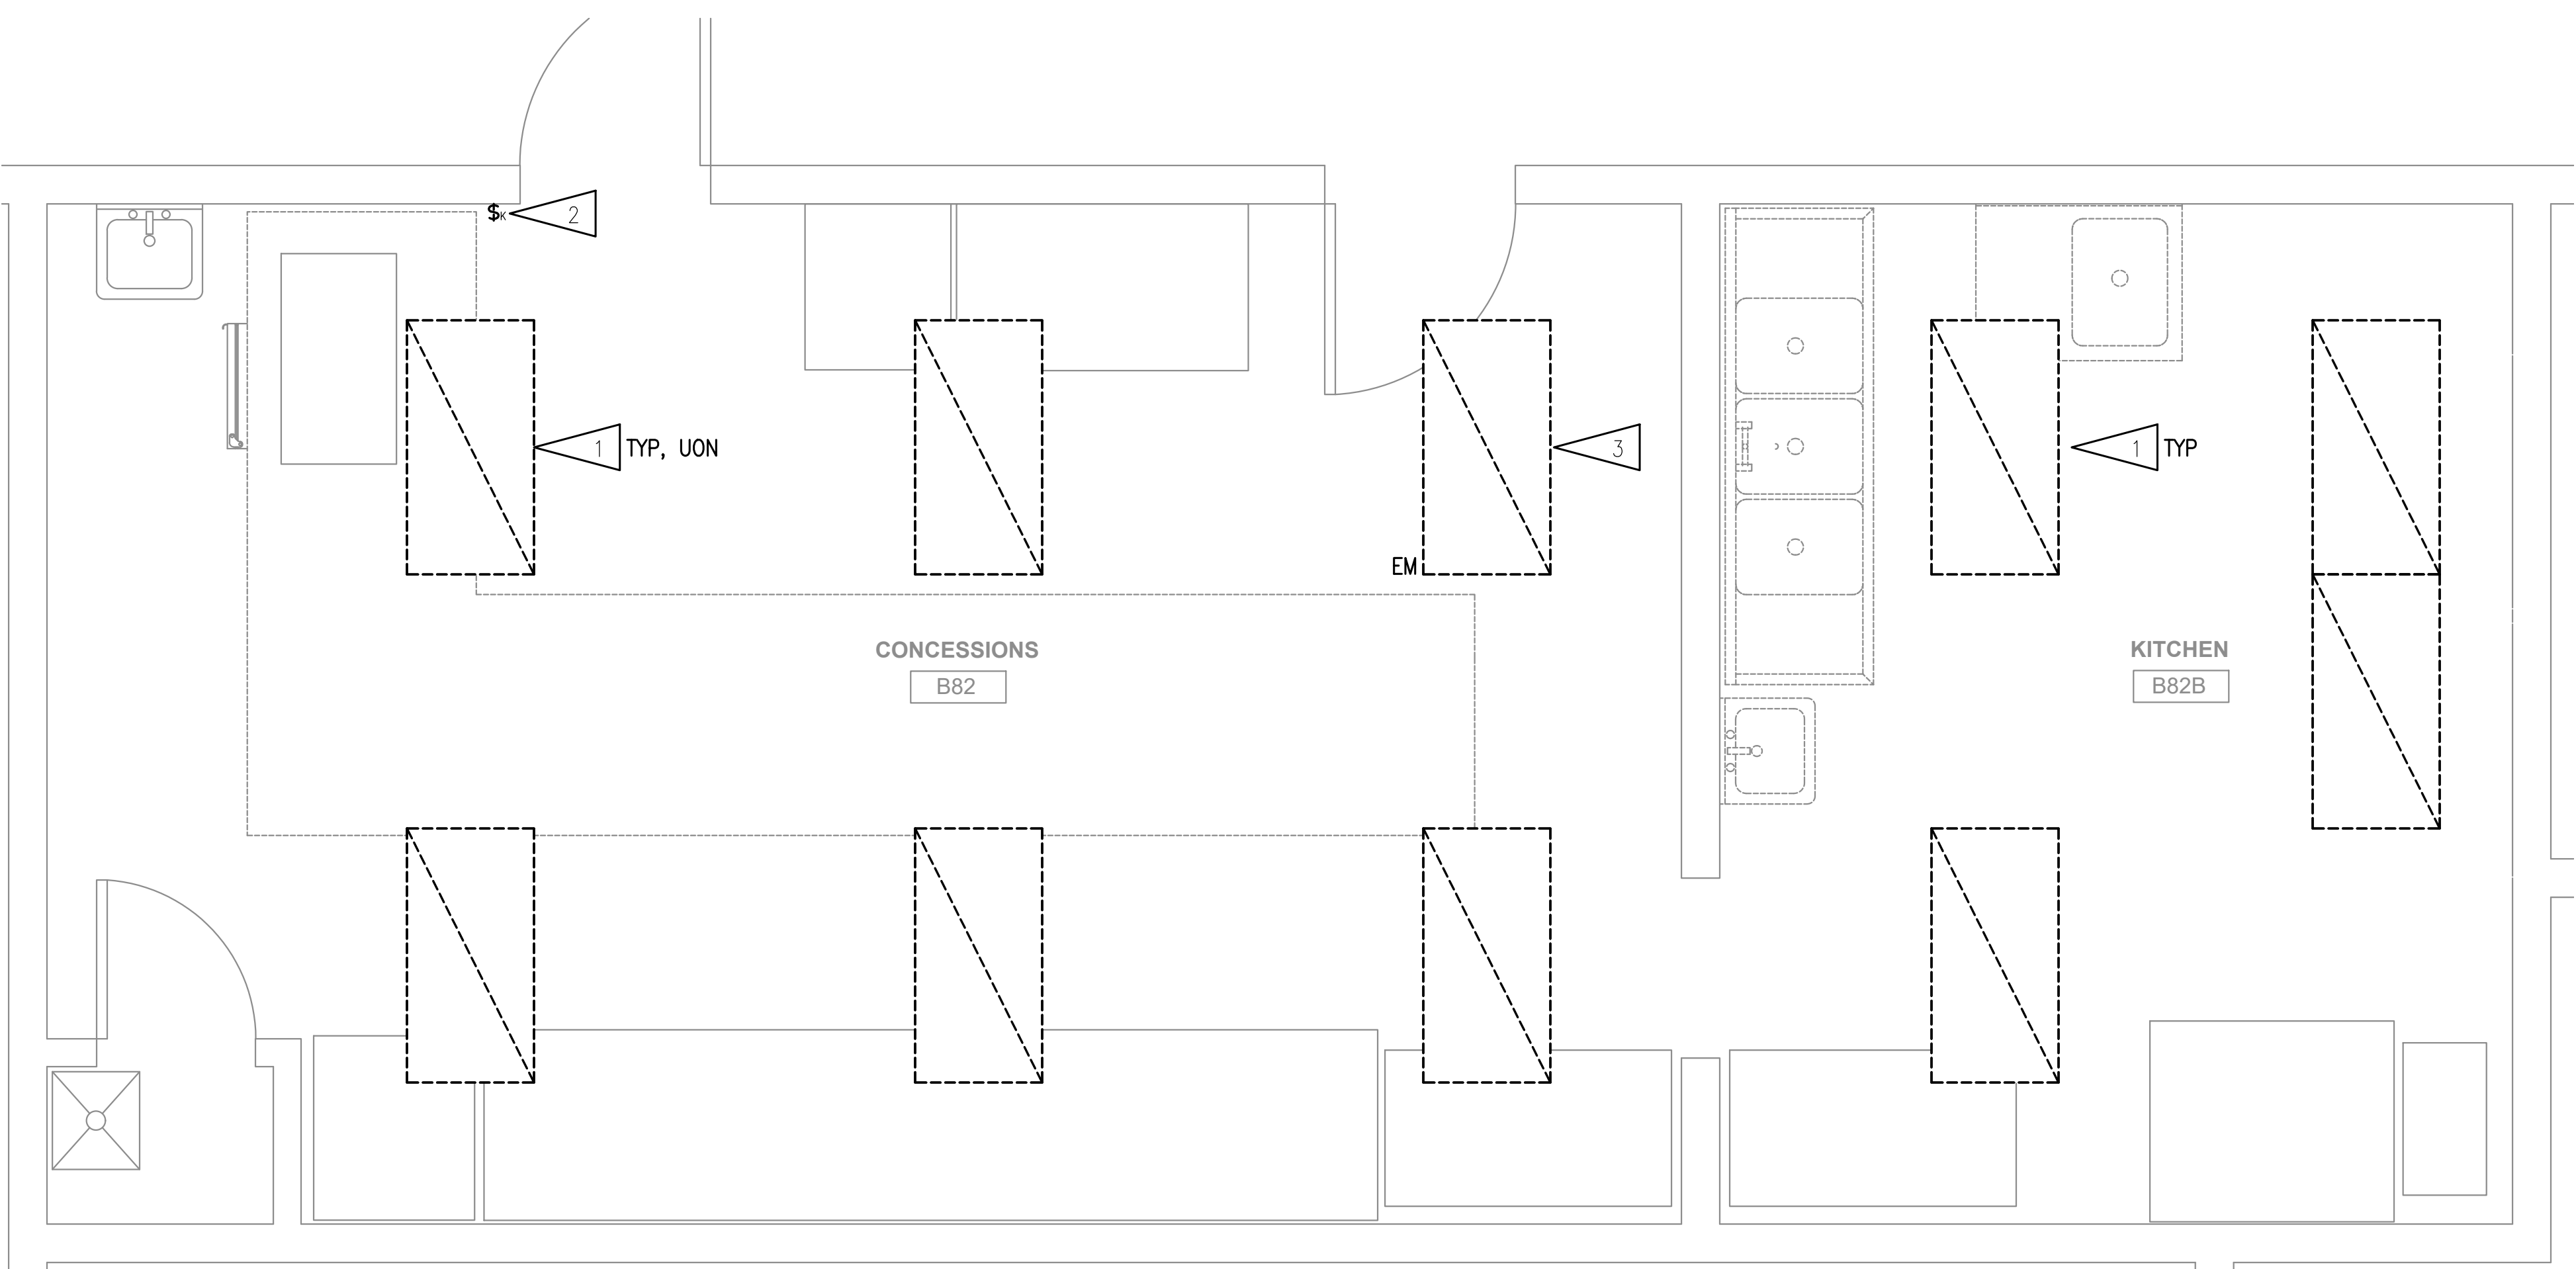 $K 2
1 TYP, UON
3
1 TYP
EM
CONCESSIONS
B82
KITCHEN
B82B